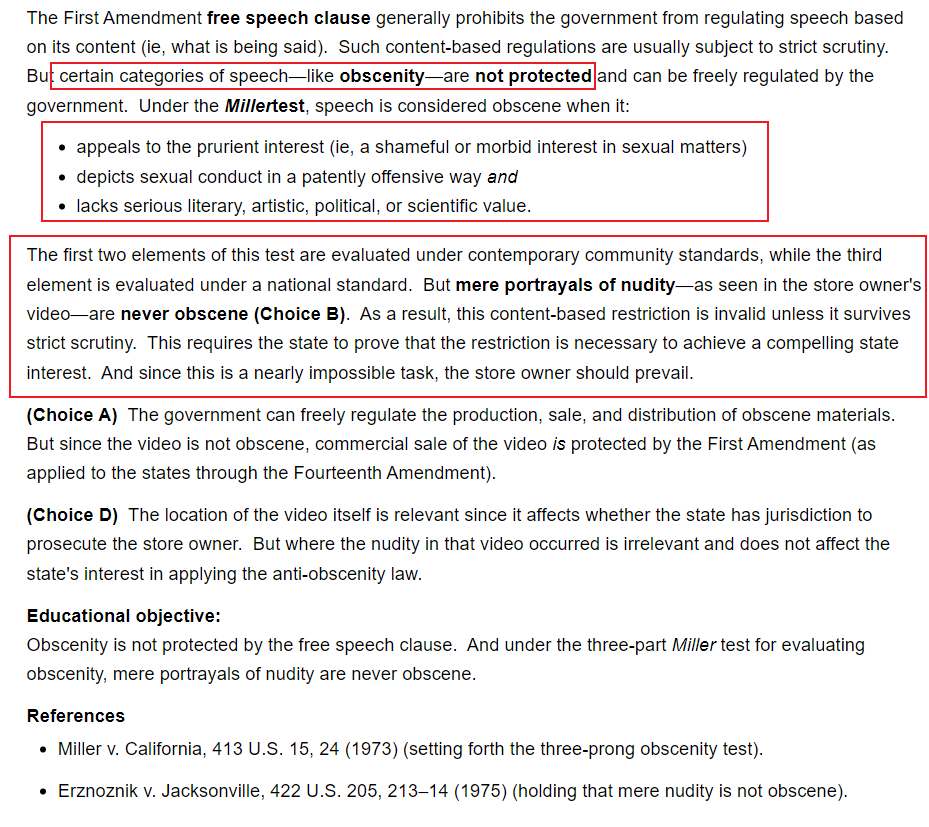 The First Amendment free speech clause generally prohibits the government from regulating speech based
on its content (ie, what is being said).  Such content-based regulations are usually subject to strict scrutiny.
But certain categories of speech—like obscenity—are not protected and can be freely regulated by the
government.  Under the Millertest, speech is considered obscene when it:
• appeals to the prurient interest (ie, a shameful or morbid interest in sexual matters)
• depicts sexual conduct in a patently offensive way and
• lacks serious literary, artistic, political, or scientific value.
The first two elements of this test are evaluated under contemporary community standards, while the third
element is evaluated under a national standard.  But mere portrayals of nudity—as seen in the store owner's
video—are never obscene (Choice B).  As a result, this content-based restriction is invalid unless it survives
strict scrutiny.  This requires the state to prove that the restriction is necessary to achieve a compelling state
interest.  And since this is a nearly impossible task, the store owner should prevail.
(Choice A)  The government can freely regulate the production, sale, and distribution of obscene materials.
But since the video is not obscene, commercial sale of the video is protected by the First Amendment (as
applied to the states through the Fourteenth Amendment).
(Choice D)  The location of the video itself is relevant since it affects whether the state has jurisdiction to
prosecute the store owner.  But where the nudity in that video occurred is irrelevant and does not affect the
state's interest in applying the anti-obscenity law.
Educational objective:
Obscenity is not protected by the free speech clause.  And under the three-part Miller test for evaluating
obscenity, mere portrayals of nudity are never obscene.
References
• Miller v. California, 413 U.S. 15, 24 (1973) (setting forth the three-prong obscenity test).
• Erznoznik v. Jacksonville, 422 U.S. 205, 213–14 (1975) (holding that mere nudity is not obscene).